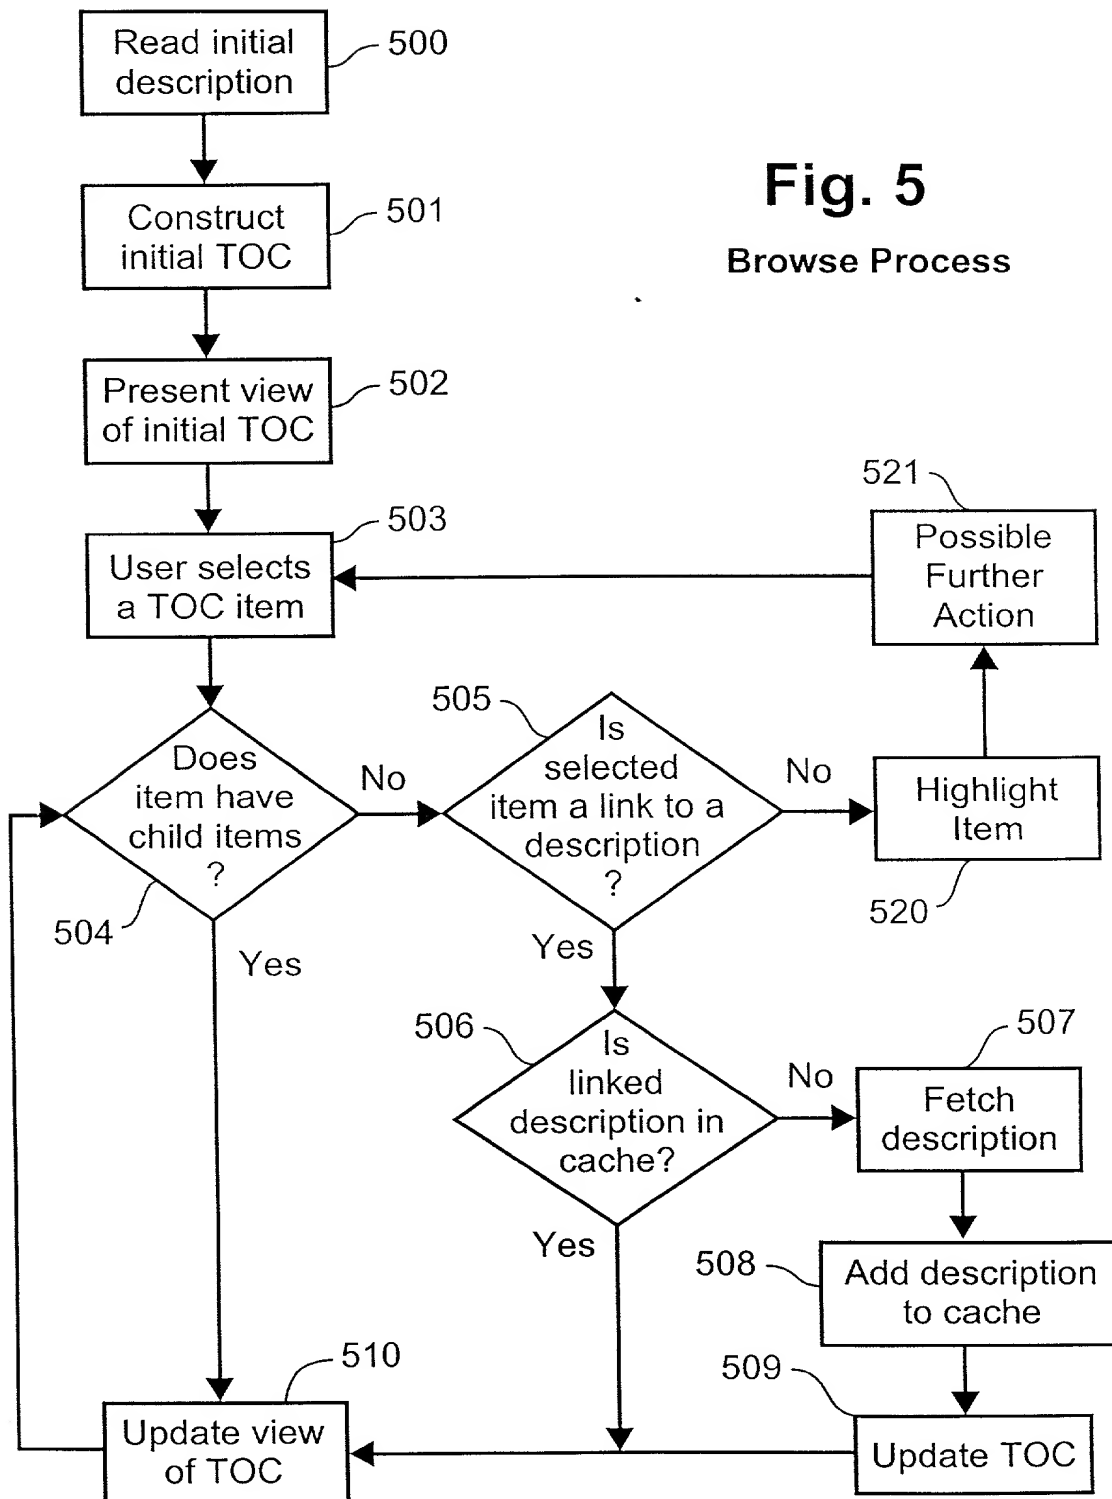 Read initial
description
500
Fig. 5
Browse Process
Construct
initial TOC
501
Present view
of initial TOC
502
User selects
a TOC item
503
521
Possible
Further
Action
Does
item have
child items
?
504
No
Yes
505
Is
selected
item a link to a
description
?
No
Yes
Highlight
Item
520
506
Is
linked
description in
cache?
No
Yes
507
Fetch
description
508
Add description
to cache
509
Update TOC
510
Update view
of TOC